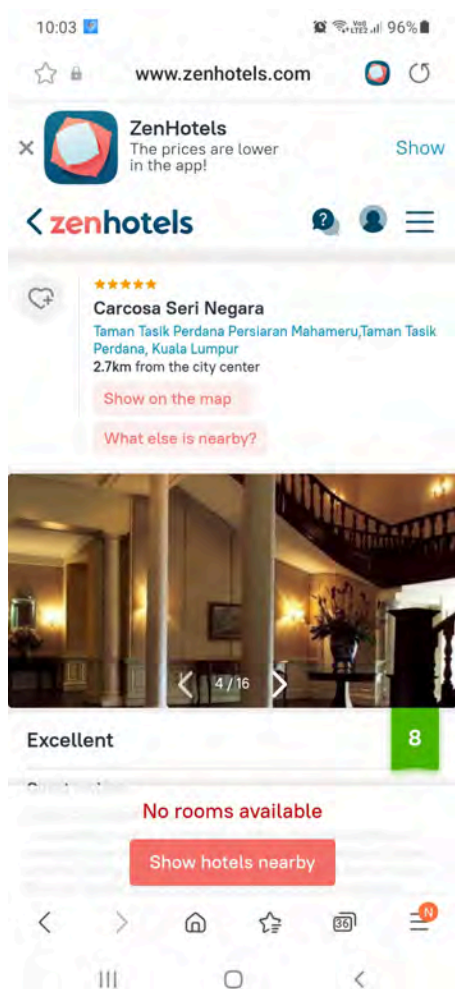 10:03
Vo))
LTE2
96%
www.zenhotels.com
ZenHotels
The prices are lower
in the app!
Show
zenhotels
?
Carcosa Seri Negara
Taman Tasik Perdana Persiaran Mahameru,Taman Tasik
Perdana, Kuala Lumpur
2.7km from the city center
Show on the map
What else is nearby?
4/16
Excellent
8
No rooms available
Show hotels nearby
36
N